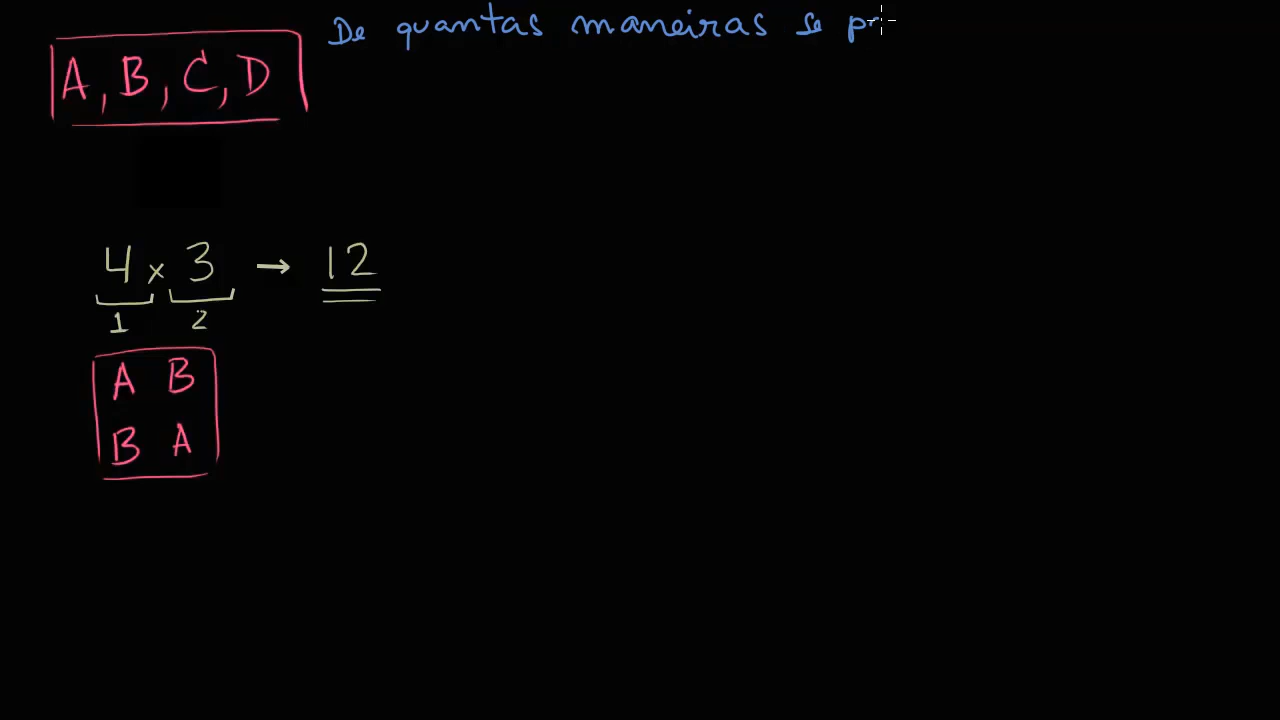 De quantas maneiras se
A, B, C, D
4 x 3 → 12
1 2
A B
B A